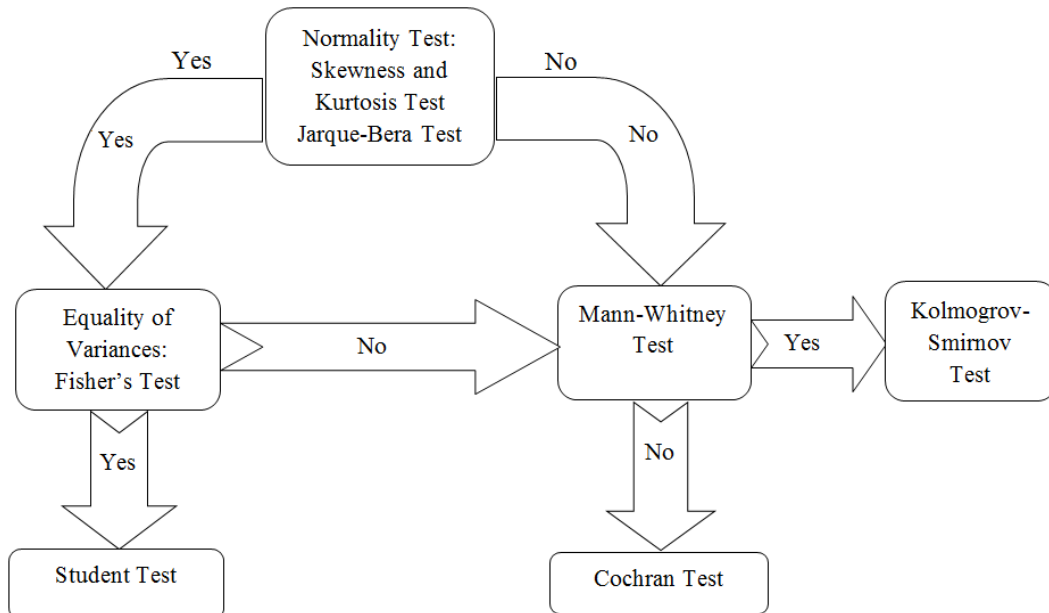 Normality Test:
Skewness and
Kurtosis Test
Jarque-Bera Test
Yes
No
Yes
No
Equality of
Variances:
Fisher's Test
No
Mann-Whitney
Test
Yes
Kolmogrov-
Smirnov
Test
Yes
No
Student Test
Cochran Test